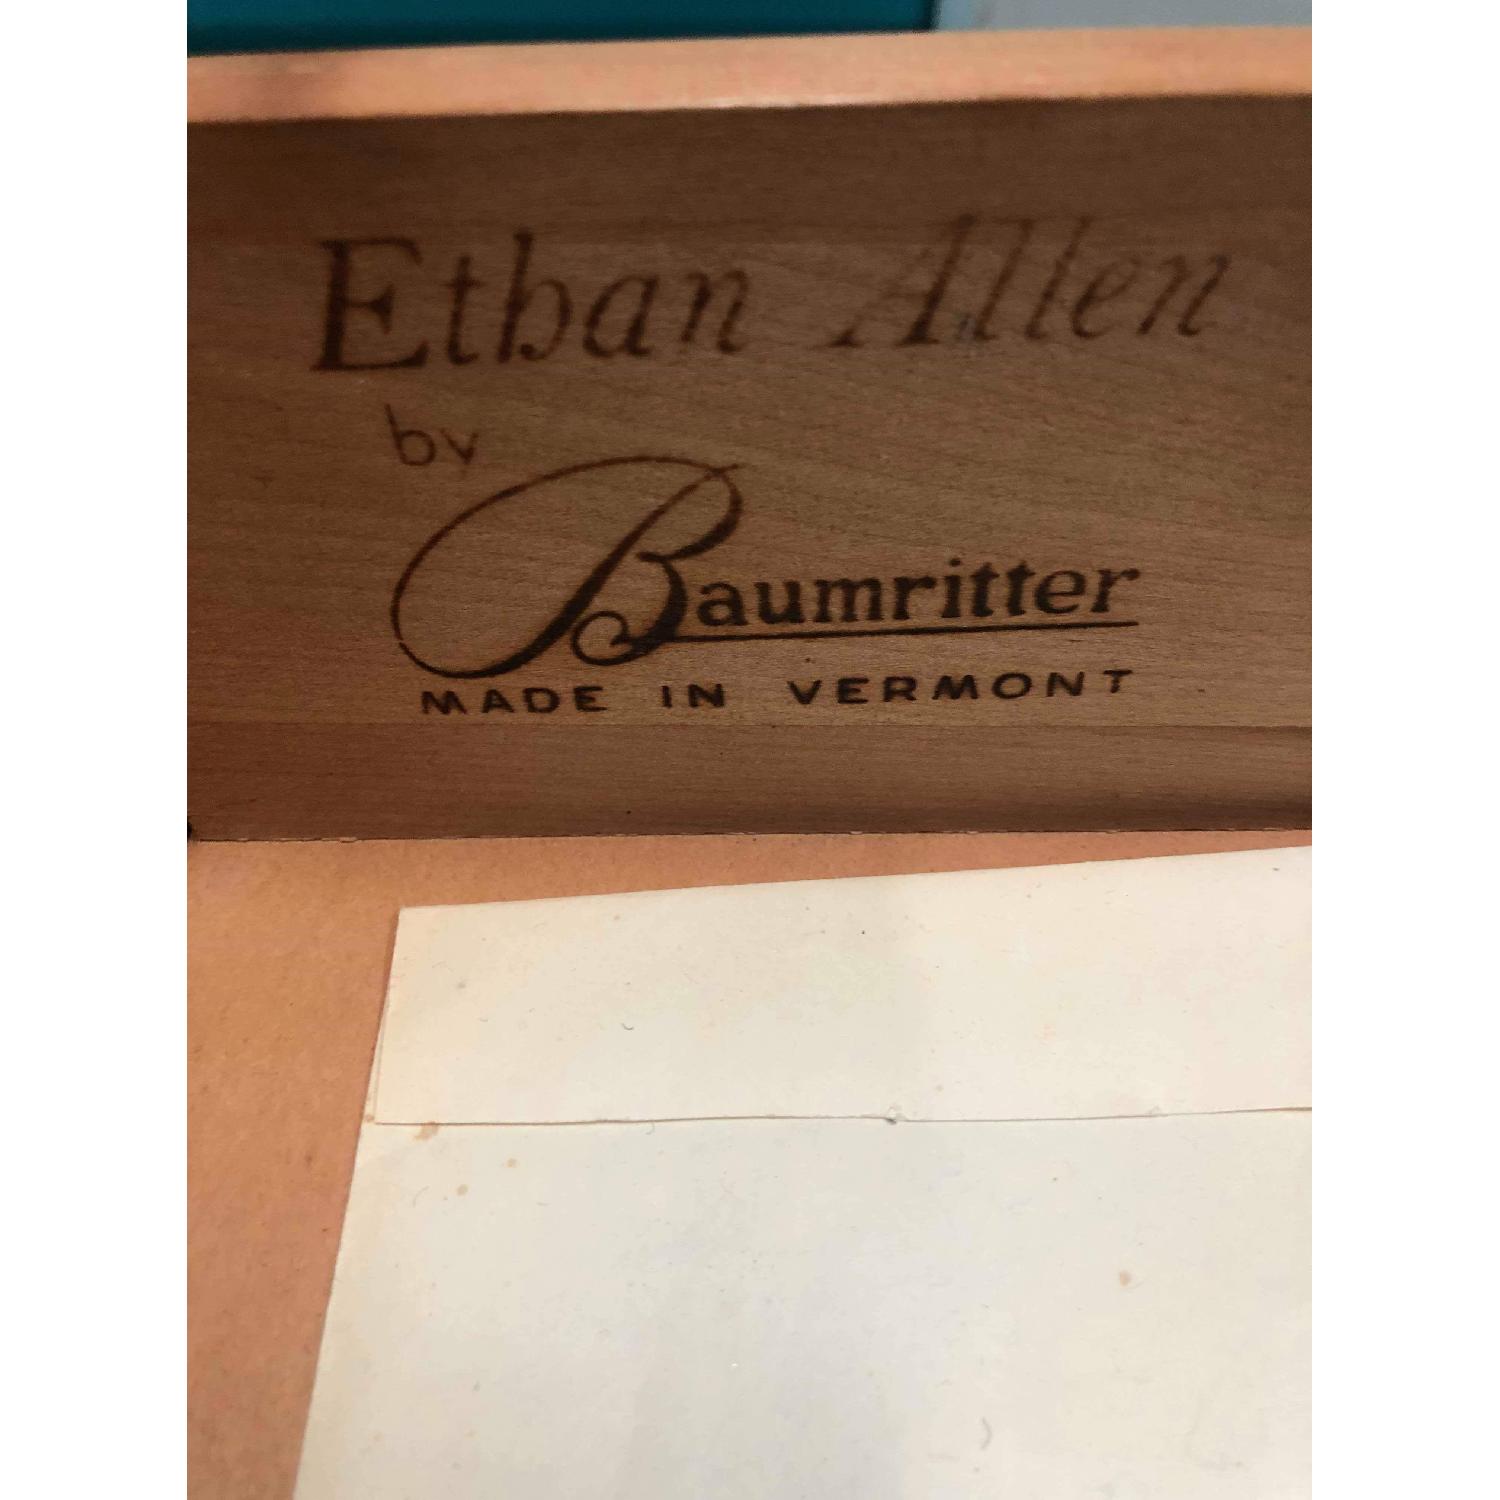 Ethan Allen
by
Baumritter
MADE IN VERMONT